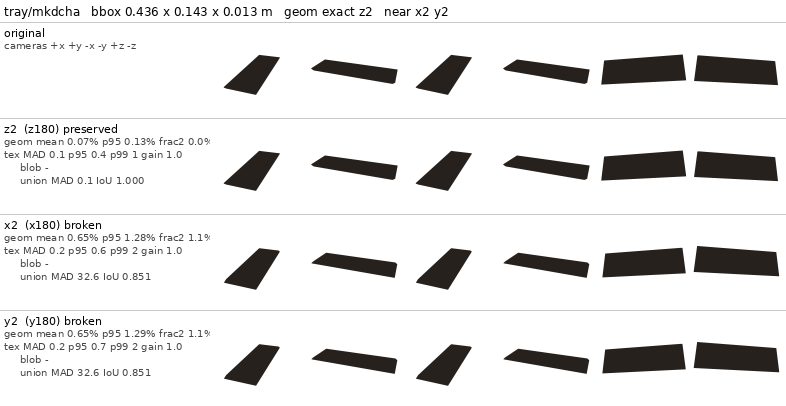 tray/mkdcha bbox 0.436 x 0.143 x 0.013 m geom exact z2 near x2 y2
original
cameras +x +y -x -y +z -z
z2 (z180) preserved
geom mean 0.07% p95 0.13% frac2 0.0%
tex MAD 0.1 p95 0.4 p99 1 gain 1.0
blob -
union MAD 0.1 IoU 1.000
x2 (x180) broken
geom mean 0.65% p95 1.28% frac2 1.1%
tex MAD 0.2 p95 0.6 p99 2 gain 1.0
blob -
union MAD 32.6 IoU 0.851
y2 (y180) broken
geom mean 0.65% p95 1.29% frac2 1.1%
tex MAD 0.2 p95 0.7 p99 2 gain 1.0
blob -
union MAD 32.6 IoU 0.851